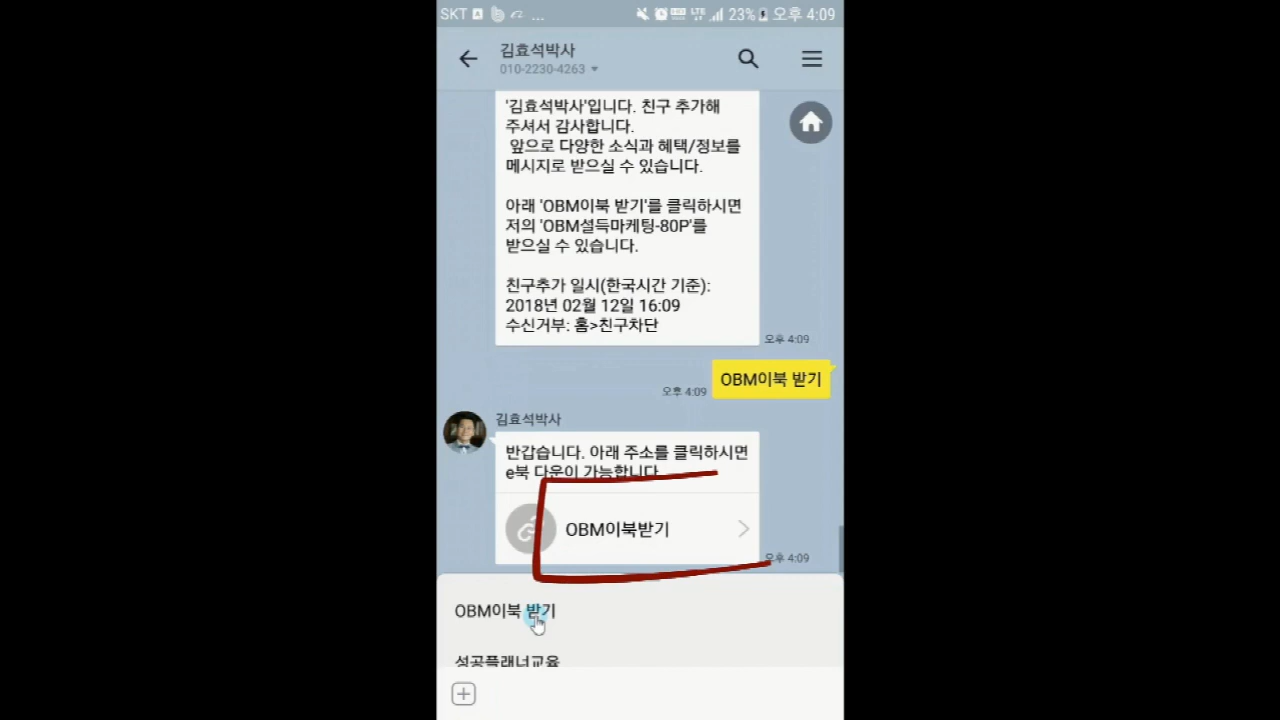 SKT
... 
LTE 23% 오후 4:09
김효석박사
010-2230-4263
'김효석박사'입니다. 친구 추가해
주셔서 감사합니다.
앞으로 다양한 소식과 혜택/정보를
메시지로 받으실 수 있습니다.
아래 'OBM이북 받기'를 클릭하시면
저의 'OBM설득마케팅-80P'를
받으실 수 있습니다.
친구추가 일시(한국시간 기준):
2018년 02월 12일 16:09
수신거부: 홈>친구차단
오후 4:09
OBM이북 받기
오후 4:09
김효석박사
반갑습니다. 아래 주소를 클릭하시면
e북 다운이 가능합니다
OBM이북받기
오후 4:09
OBM이북 받기
성공플래너교육